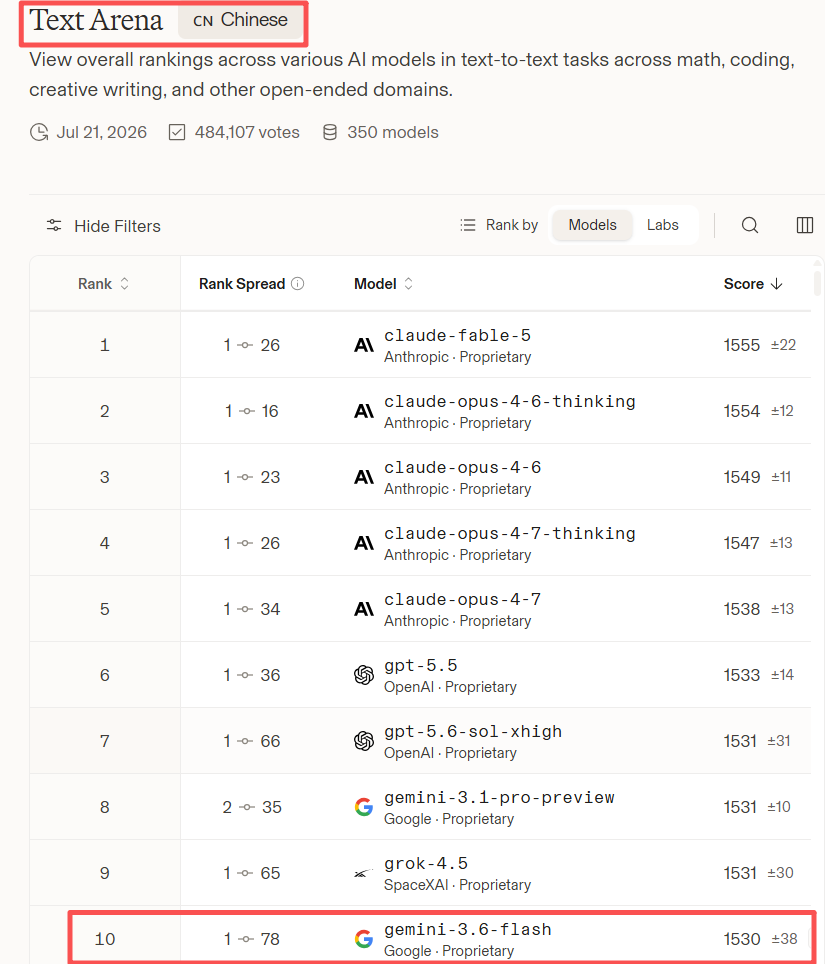 Text Arena CN Chinese
View overall rankings across various AI models in text-to-text tasks across math, coding,
creative writing, and other open-ended domains.
Jul 21, 2026 484,107 votes 350 models
Hide Filters Rank by Models Labs
Rank Rank Spread Model Score
1 1 26 claude-fable-5 1555 ±22
Anthropic · Proprietary
2 1 16 claude-opus-4-6-thinking 1554 ±12
Anthropic · Proprietary
3 1 23 claude-opus-4-6 1549 ±11
Anthropic · Proprietary
4 1 26 claude-opus-4-7-thinking 1547 ±13
Anthropic · Proprietary
5 1 34 claude-opus-4-7 1538 ±13
Anthropic · Proprietary
6 1 36 gpt-5.5 1533 ±14
OpenAI · Proprietary
7 1 66 gpt-5.6-sol-xhigh 1531 ±31
OpenAI · Proprietary
8 2 35 gemini-3.1-pro-preview 1531 ±10
Google · Proprietary
9 1 65 grok-4.5 1531 ±30
SpaceXAI · Proprietary
10 1 78 gemini-3.6-flash 1530 ±38
Google · Proprietary